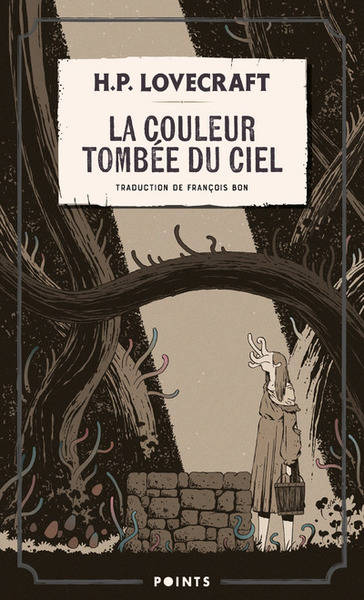 H.P. LOVECRAFT
LA COULEUR
TOMBÉE DU CIEL
TRADUCTION DE FRANÇOIS BON
POINTS